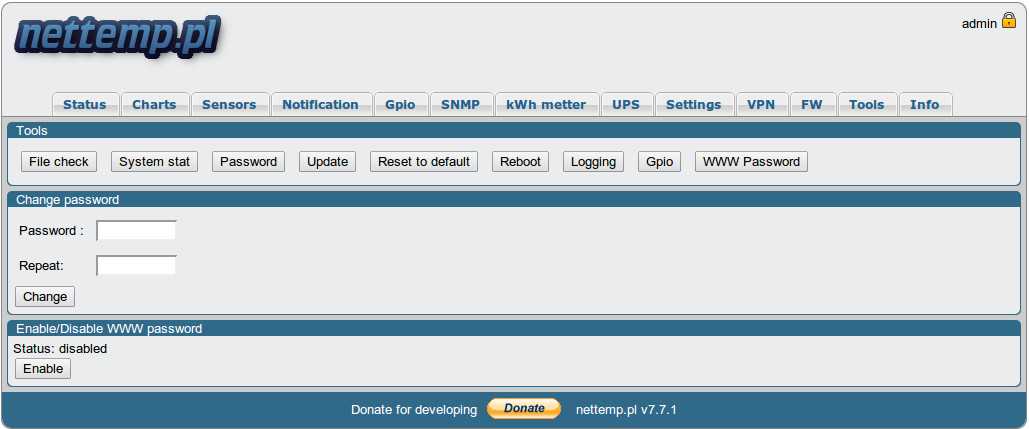 nettemp.pl
admin
Status Charts Sensors Notification Gpio SNMP kWh metter UPS Settings VPN FW Tools Info
Tools
File check System stat Password Update Reset to default Reboot Logging Gpio WWW Password
Change password
Password :
Repeat:
Change
Enable/Disable WWW password
Status: disabled
Enable
Donate for developing Donate nettemp.pl v7.7.1